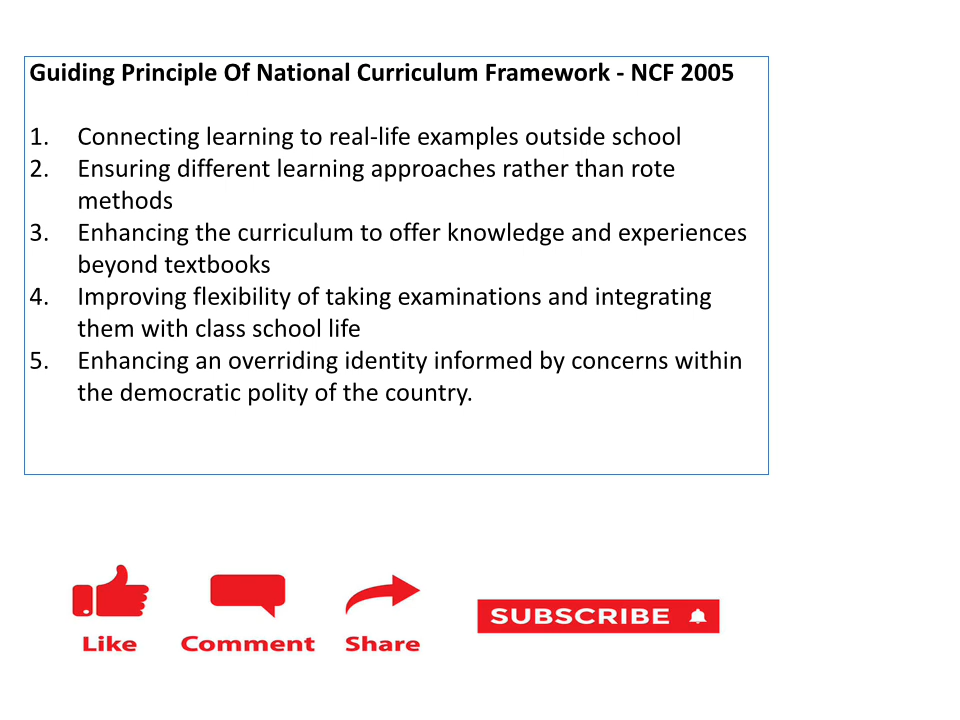 Guiding Principle Of National Curriculum Framework - NCF 2005
1. Connecting learning to real-life examples outside school
2. Ensuring different learning approaches rather than rote
methods
3. Enhancing the curriculum to offer knowledge and experiences
beyond textbooks
4. Improving flexibility of taking examinations and integrating
them with class school life
5. Enhancing an overriding identity informed by concerns within
the democratic polity of the country.
SUBSCRIBE
Like Comment Share